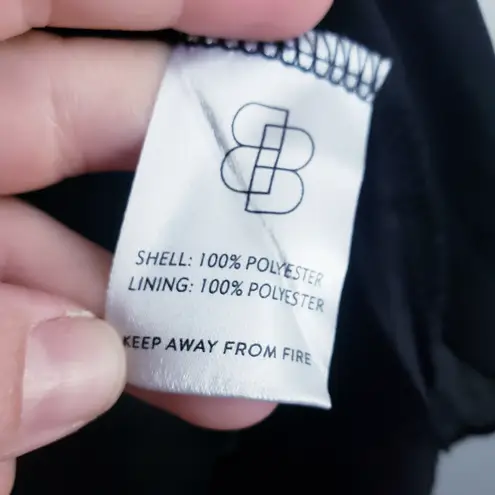 SHELL: 100% POLYESTER
LINING: 100% POLYESTER
KEEP AWAY FROM FIRE